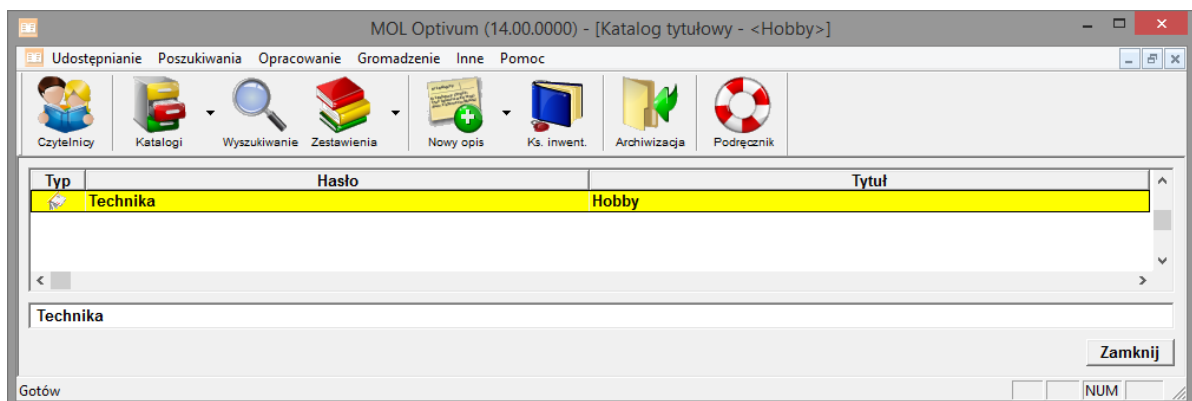 MOL Optivum (14.00.0000) - [Katalog tytułowy - <Hobby>]
Udostępnianie Poszukiwania Opracowanie Gromadzenie Inne Pomoc
Czytelnicy Katalogi Wyszukiwanie Zestawienia Nowy opis Ks. inwent. Archiwizacja Podręcznik
Typ Hasło Tytuł
Technika Hobby
Technika
Zamknij
Gotów NUM